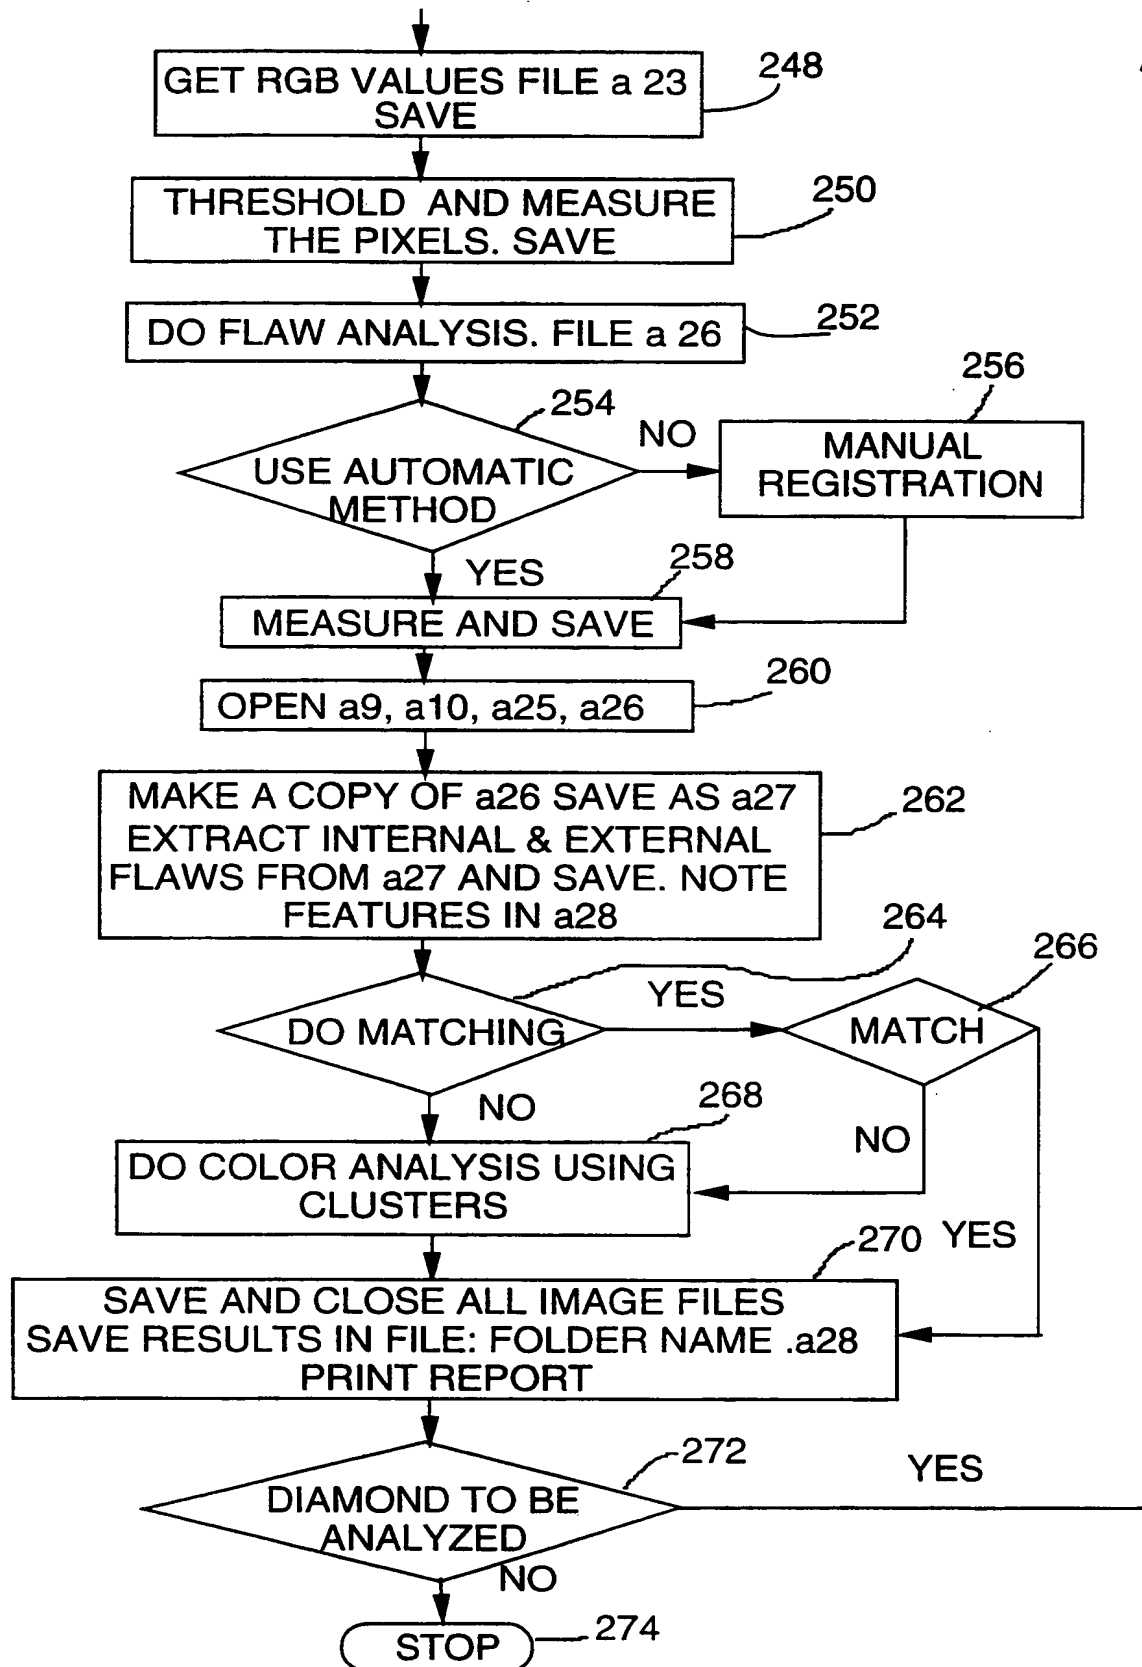 GET RGB VALUES FILE a 23
SAVE
248
THRESHOLD AND MEASURE
THE PIXELS. SAVE
250
DO FLAW ANALYSIS. FILE a 26
252
254
USE AUTOMATIC
METHOD
NO
256
MANUAL
REGISTRATION
YES
258
MEASURE AND SAVE
260
OPEN a9, a10, a25, a26
MAKE A COPY OF a26 SAVE AS a27
EXTRACT INTERNAL & EXTERNAL
FLAWS FROM a27 AND SAVE. NOTE
FEATURES IN a28
262
264
DO MATCHING
YES
266
MATCH
NO
268
NO
DO COLOR ANALYSIS USING
CLUSTERS
YES
270
SAVE AND CLOSE ALL IMAGE FILES
SAVE RESULTS IN FILE: FOLDER NAME .a28
PRINT REPORT
272
DIAMOND TO BE
ANALYZED
YES
NO
STOP
274